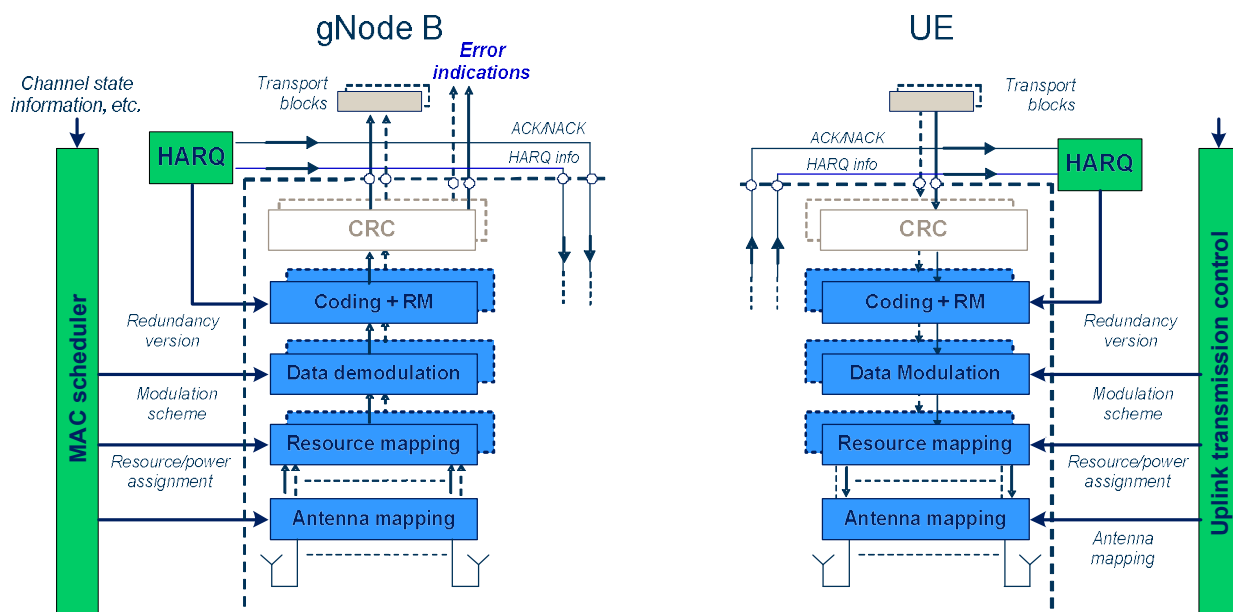 gNode B
UE
Error
indications
Channel state
information, etc.
Transport
blocks
Transport
blocks
HARQ
ACK/NACK
HARQ info
ACK/NACK
HARQ info
HARQ
CRC
CRC
Coding + RM
Coding + RM
Redundancy
version
Redundancy
version
MAC scheduler
Uplink transmission control
Data demodulation
Data Modulation
Modulation
scheme
Modulation
scheme
Resource mapping
Resource mapping
Resource/power
assignment
Resource/power
assignment
Antenna mapping
Antenna mapping
Antenna
mapping